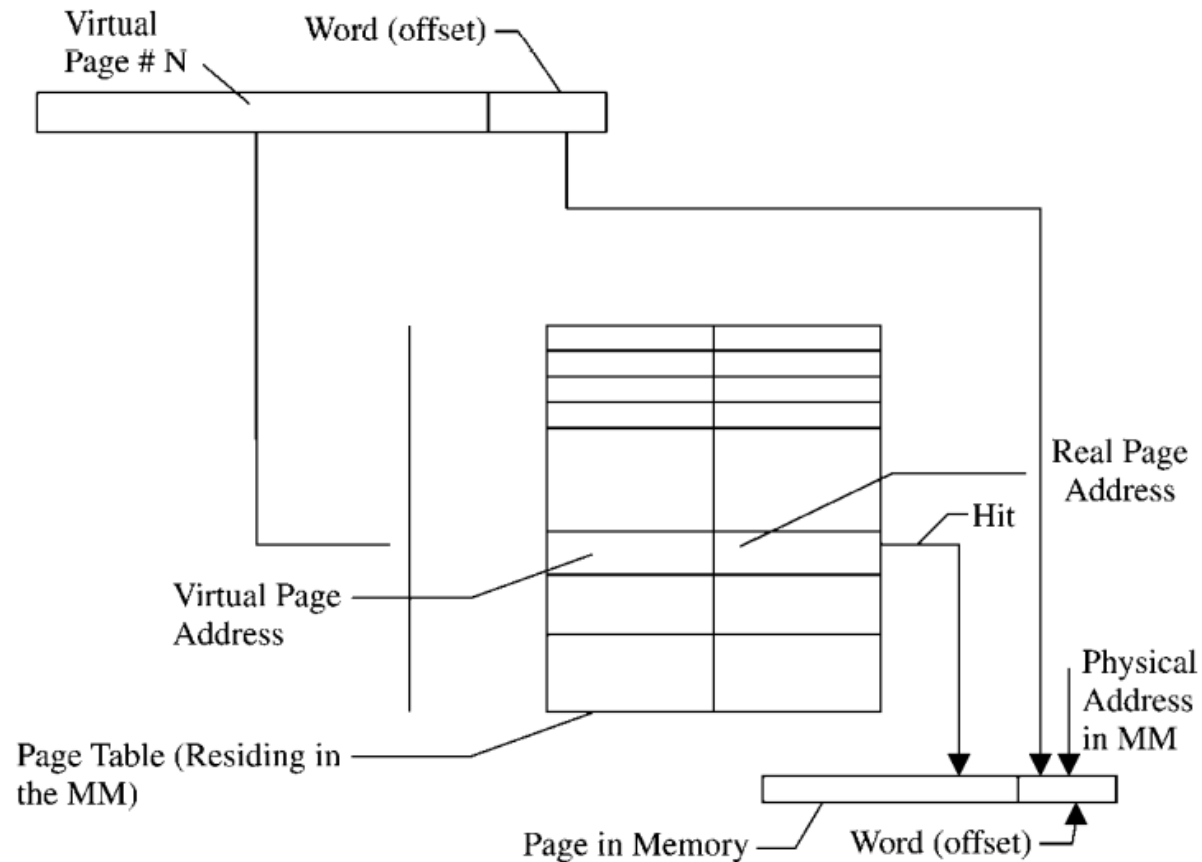 Virtual
Page # N
Word (offset)
Real Page
Address
Hit
Virtual Page
Address
Physical
Address
in MM
Page Table (Residing in
the MM)
Page in Memory
Word (offset)